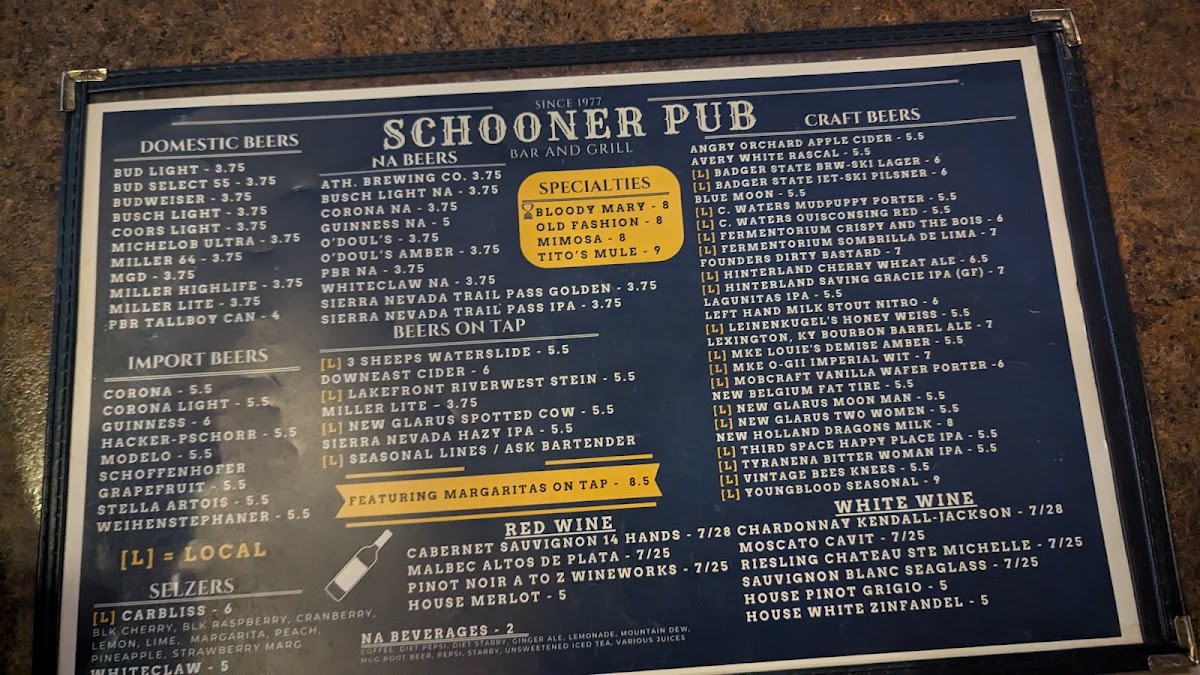 SINCE 1977
SCHOONER PUB
BAR AND GRILL
DOMESTIC BEERS
BUD LIGHT - 3.75
BUD SELECT 55 - 3.75
BUDWEISER - 3.75
BUSCH LIGHT - 3.75
COORS LIGHT - 3.75
MICHELOB ULTRA - 3.75
MILLER 64 - 3.75
MGD - 3.75
MILLER HIGHLIFE - 3.75
MILLER LITE - 3.75
PBR TALLBOY CAN - 4
IMPORT BEERS
CORONA - 5.5
CORONA LIGHT - 5.5
GUINNESS - 6
HACKER-PSCHORR - 5.5
MODELO - 5.5
SCHOFFENHOFER
GRAPEFRUIT - 5.5
STELLA ARTOIS - 5.5
WEIHENSTEPHANER - 5.5
[L] = LOCAL
SELZERS
[L] CARBLISS - 6
BLK CHERRY, BLK RASPBERRY, CRANBERRY,
LEMON, LIME, MARGARITA, PEACH,
PINEAPPLE, STRAWBERRY MARG
WHITECLAW - 5
NA BEERS
ATH. BREWING CO. 3.75
BUSCH LIGHT NA - 3.75
CORONA NA - 3.75
GUINNESS NA - 5
O'DOUL'S - 3.75
O'DOUL'S AMBER - 3.75
PBR NA - 3.75
WHITECLAW NA - 3.75
SIERRA NEVADA TRAIL PASS GOLDEN - 3.75
SIERRA NEVADA TRAIL PASS IPA - 3.75
SPECIALTIES
BLOODY MARY - 8
OLD FASHION - 8
MIMOSA - 8
TITO'S MULE - 9
BEERS ON TAP
[L] 3 SHEEPS WATERSLIDE - 5.5
DOWNEAST CIDER - 6
[L] LAKEFRONT RIVERWEST STEIN - 5.5
MILLER LITE - 3.75
[L] NEW GLARUS SPOTTED COW - 5.5
SIERRA NEVADA HAZY IPA - 5.5
[L] SEASONAL LINES / ASK BARTENDER
FEATURING MARGARITAS ON TAP - 8.5
CRAFT BEERS
ANGRY ORCHARD APPLE CIDER - 5.5
AVERY WHITE RASCAL - 5.5
[L] BADGER STATE BRW-SKI LAGER - 6
[L] BADGER STATE JET-SKI PILSNER - 6
BLUE MOON - 5.5
[L] C. WATERS MUDPUPPY PORTER - 5.5
[L] C. WATERS OUISCONSING RED - 5.5
[L] FERMENTORIUM CRISPY AND THE BOIS - 6
[L] FERMENTORIUM SOMBRILLA DE LIMA - 7
FOUNDERS DIRTY BASTARD - 7
[L] HINTERLAND CHERRY WHEAT ALE - 6.5
[L] HINTERLAND SAVING GRACIE IPA (GF) - 7
LAGUNITAS IPA - 5.5
LEFT HAND MILK STOUT NITRO - 6
[L] LEINENKUGEL'S HONEY WEISS - 5.5
LEXINGTON, KY BOURBON BARREL ALE - 7
[L] MKE LOUIE'S DEMISE AMBER - 5.5
[L] MKE O-GII IMPERIAL WIT - 7
[L] MOBCRAFT VANILLA WAFER PORTER - 6
NEW BELGIUM FAT TIRE - 5.5
[L] NEW GLARUS MOON MAN - 5.5
[L] NEW GLARUS TWO WOMEN - 5.5
NEW HOLLAND DRAGONS MILK - 8
[L] THIRD SPACE HAPPY PLACE IPA - 5.5
[L] TYRANENA BITTER WOMAN IPA - 5.5
[L] VINTAGE BEES KNEES - 5.5
[L] YOUNGBLOOD SEASONAL - 9
RED WINE
CABERNET SAUVIGNON 14 HANDS - 7/28
MALBEC ALTOS DE PLATA - 7/25
PINOT NOIR A TO Z WINEWORKS - 7/25
HOUSE MERLOT - 5
WHITE WINE
CHARDONNAY KENDALL-JACKSON - 7/28
MOSCATO CAVIT - 7/25
RIESLING CHATEAU STE MICHELLE - 7/25
SAUVIGNON BLANC SEAGLASS - 7/25
HOUSE PINOT GRIGIO - 5
HOUSE WHITE ZINFANDEL - 5
NA BEVERAGES - 2
COFFEE, DIET PEPSI, DIET STARRY, GINGER ALE, LEMONADE, MOUNTAIN DEW,
MUG ROOT BEER, PEPSI, STARRY, UNSWEETENED ICED TEA, VARIOUS JUICES